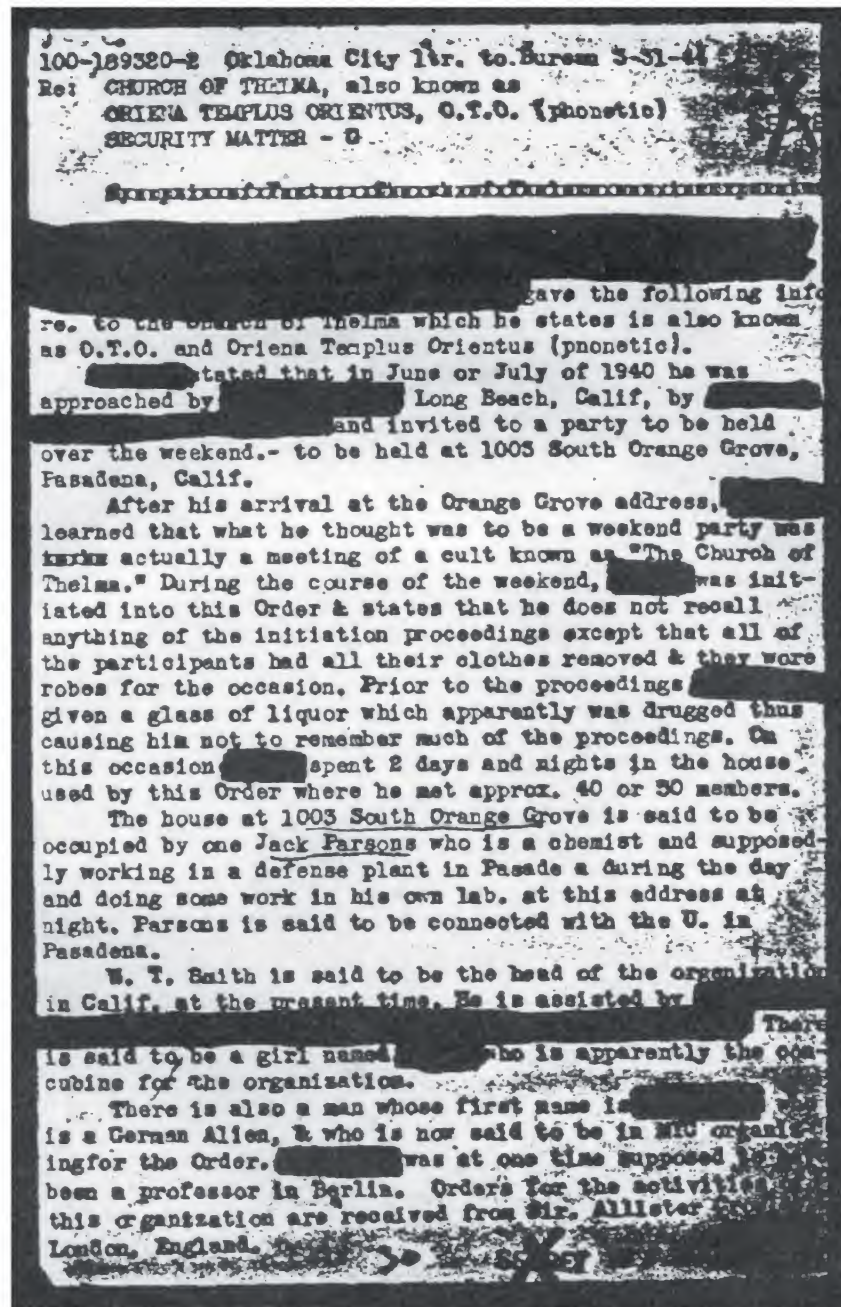 100-189320-2 Oklahoma City ltr. to.Bureau 3-31-4
Re: CHURCH OF THELMA, also known as
ORIENA TEMPLUS ORIENTUS, O.T.O. (phonetic)
SECURITY MATTER -
gave the following info
re. to the Church of Thelma which he states is also known
as O.T.O. and Oriena Templus Orientus (phonetic).
stated that in June or July of 1940 he was
approached by Long Beach, Calif, by
and invited to a party to be held
over the weekend.- to be held at 1003 South Orange Grove,
Pasadena, Calif.
After his arrival at the Orange Grove address,
learned that what he thought was to be a weekend party was
actually a meeting of a cult known as "The Church of
Thelma." During the course of the weekend, was init-
iated into this Order & states that he does not recall
anything of the initiation proceedings except that all of
the participants had all their clothes removed & they wore
robes for the occasion. Prior to the proceedings
given a glass of liquor which apparently was drugged thus
causing him not to remember much of the proceedings. On
this occasion spent 2 days and nights in the house
used by this Order where he met approx. 40 or 50 members.
The house at 1003 South Orange Grove is said to be
occupied by one Jack Parsons who is a chemist and supposed-
ly working in a defense plant in Pasade a during the day
and doing some work in his own lab. at this address at
night. Parsons is said to be connected with the U. in
Pasadena.
W. T. Smith is said to be the head of the organization
in Calif. at the present time. He is assisted by
There
is said to be a girl named who is apparently the con-
cubine for the organization.
There is also a man whose first name is
is a German Alien, & who is now said to be in NYC organiz
ingfor the Order. was at one time supposed
been a professor in Berlin. Orders for the activities
this organization are received from Sir. Allister
London, England.